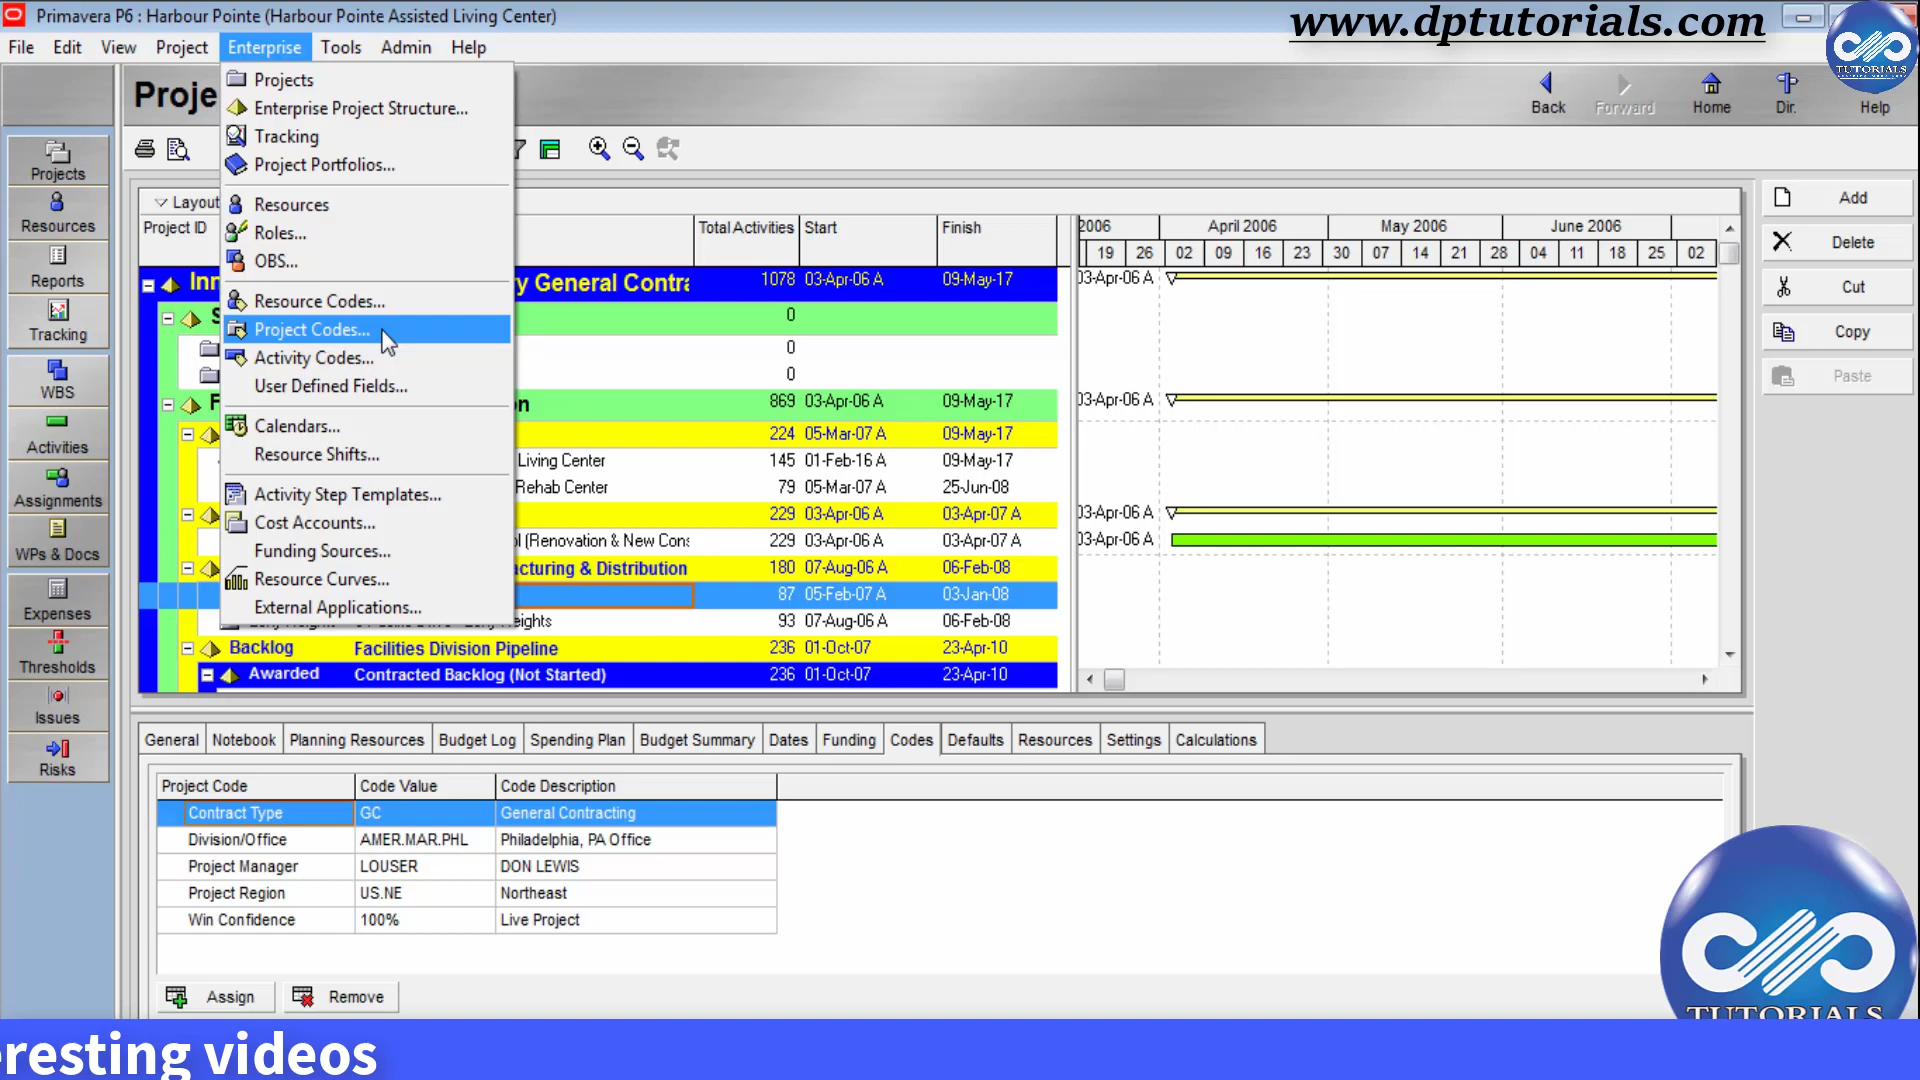 Primavera P6 : Harbour Pointe (Harbour Pointe Assisted Living Center)
www.dptutorials.com
TUTORIALS
File Edit View Project Enterprise Tools Admin Help
Proje
Back Forward Home Dir. Help
Projects
Enterprise Project Structure...
Tracking
Project Portfolios...
Resources
Roles...
OBS...
Resource Codes...
Project Codes...
Activity Codes...
User Defined Fields...
Calendars...
Resource Shifts...
Activity Step Templates...
Cost Accounts...
Funding Sources...
Resource Curves...
External Applications...
Projects
Resources
Reports
Tracking
WBS
Activities
Assignments
WPs & Docs
Expenses
Thresholds
Issues
Risks
Layout
Project ID Total Activities Start Finish
2006 April 2006 May 2006 June 2006
19 26 02 09 16 23 30 07 14 21 28 04 11 18 25 02
Inn y General Contra 1078 03-Apr-06 A 09-May-17 03-Apr-06 A
S 0
0
0
F on 869 03-Apr-06 A 09-May-17 03-Apr-06 A
224 05-Mar-07 A 09-May-17
Living Center 145 01-Feb-16 A 09-May-17
Rehab Center 79 05-Mar-07 A 25-Jun-08
229 03-Apr-06 A 03-Apr-07 A 03-Apr-06 A
ol (Renovation & New Cons 229 03-Apr-06 A 03-Apr-07 A 03-Apr-06 A
acturing & Distribution 180 07-Aug-06 A 06-Feb-08
87 05-Feb-07 A 03-Jan-08
eights 93 07-Aug-06 A 06-Feb-08
Backlog Facilities Division Pipeline 236 01-Oct-07 23-Apr-10
Awarded Contracted Backlog (Not Started) 236 01-Oct-07 23-Apr-10
Add
Delete
Cut
Copy
Paste
General Notebook Planning Resources Budget Log Spending Plan Budget Summary Dates Funding Codes Defaults Resources Settings Calculations
Project Code Code Value Code Description
Contract Type GC General Contracting
Division/Office AMER.MAR.PHL Philadelphia, PA Office
Project Manager LOUSER DON LEWIS
Project Region US.NE Northeast
Win Confidence 100% Live Project
Assign Remove
TUTORIALS
eresting videos